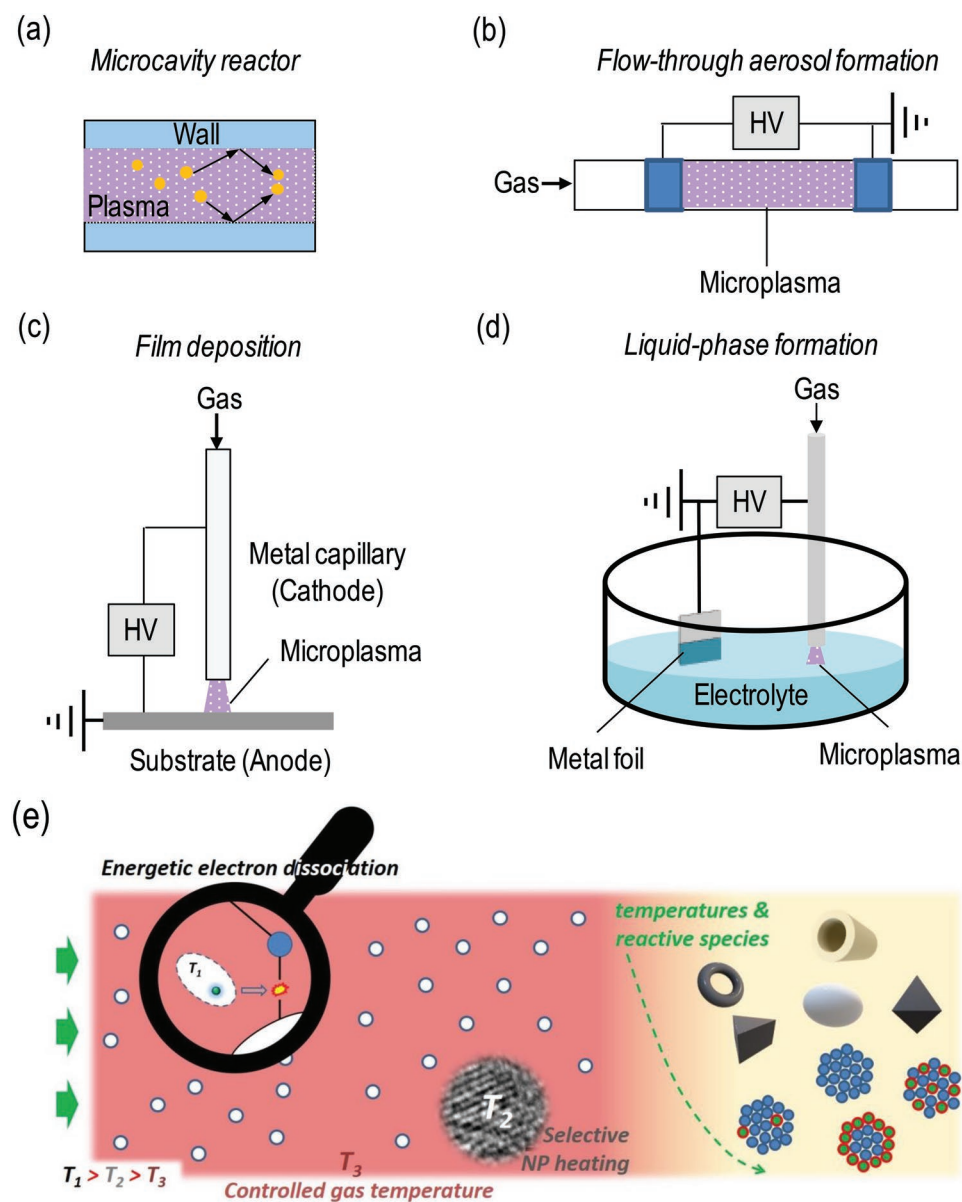 (a)
Microcavity reactor
Wall
Plasma
(b)
Flow-through aerosol formation
HV
Gas
Microplasma
(c)
Film deposition
Gas
Metal capillary
(Cathode)
HV
Microplasma
Substrate (Anode)
(d)
Liquid-phase formation
Gas
HV
Electrolyte
Metal foil
Microplasma
(e)
Energetic electron dissociation
T1
temperatures &
reactive species
T2
Selective
NP heating
T3
T1 > T2 > T3
Controlled gas temperature